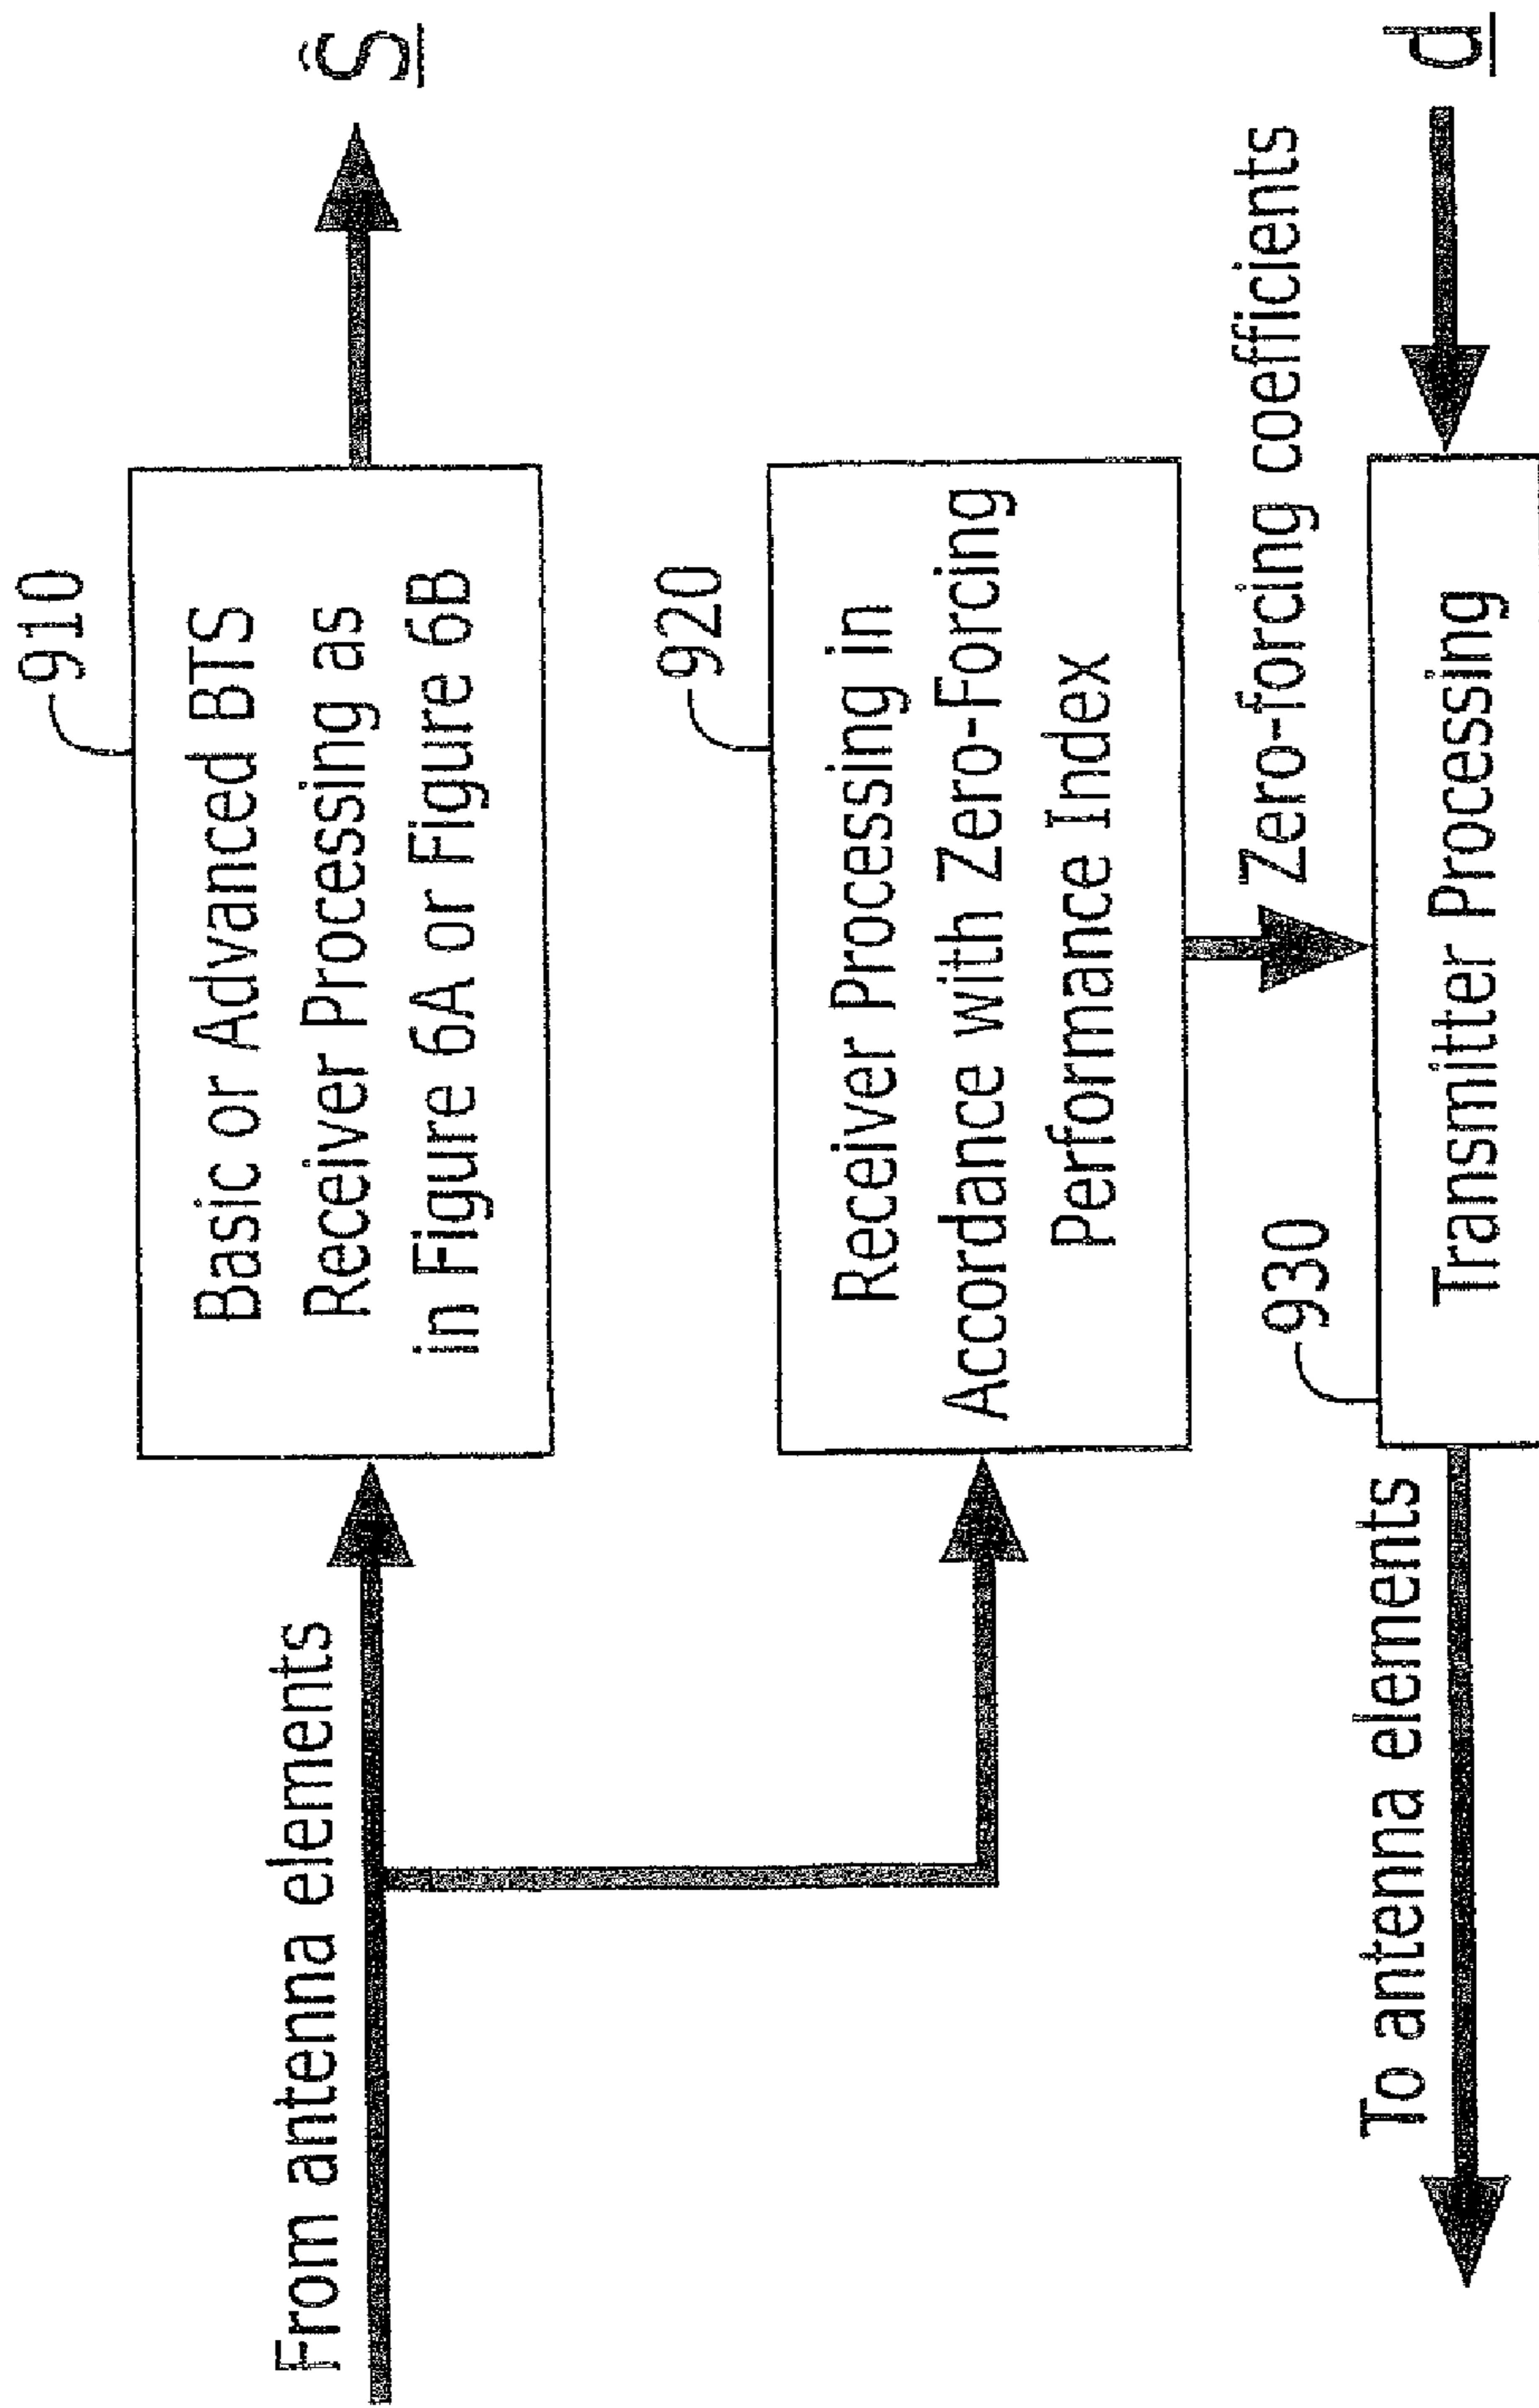 910
From antenna elements
Basic or Advanced BTS
Receiver Processing as
in Figure 6A or Figure 6B
Ŝ
920
Receiver Processing in
Accordance with Zero-Forcing
Performance Index
Zero-forcing coefficients
930
To antenna elements
Transmitter Processing
d